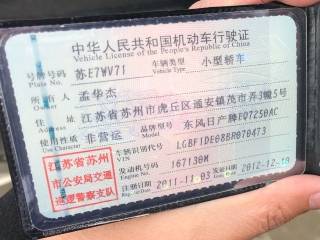 中华人民共和国机动车行驶证
Vehicle License of the People's Republic of China
号牌号码 苏E7WV71 车辆类型 小型轿车
Plate No. Vehicle Type
所有人 孟华杰
Owner
住址 江苏省苏州市虎丘区通安镇茂市弄3幢5号
Address
使用性质 非营运 品牌型号 东风日产牌EQ7250AC
Use Character Model
江苏省苏州
市公安局交通
巡逻警察支队
车辆识别代号 LGBF1DE08BR070473
VIN
发动机号码 167130M
Engine No.
注册日期 2011-11-03 发证日期 2012-12-10
Register Date Issue Date